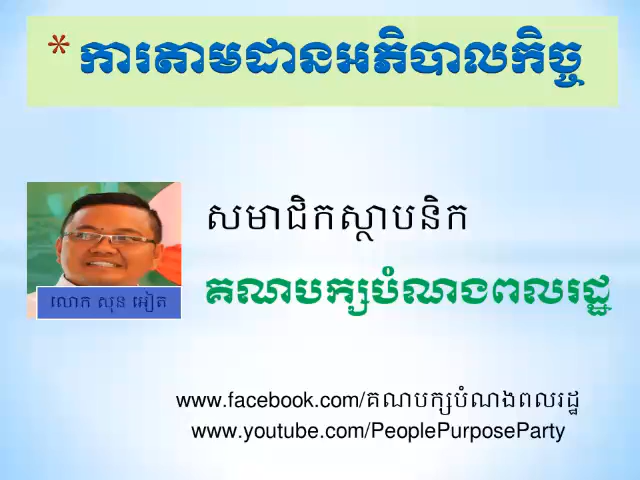 * ការតាមដានអភិបាលកិច្ច
សមាជិកស្ថាបនិក
គណបក្សបំណងពលរដ្ឋ
លោក សុន អៀត
www.facebook.com/គណបក្សបំណងពលរដ្ឋ
www.youtube.com/PeoplePurposeParty